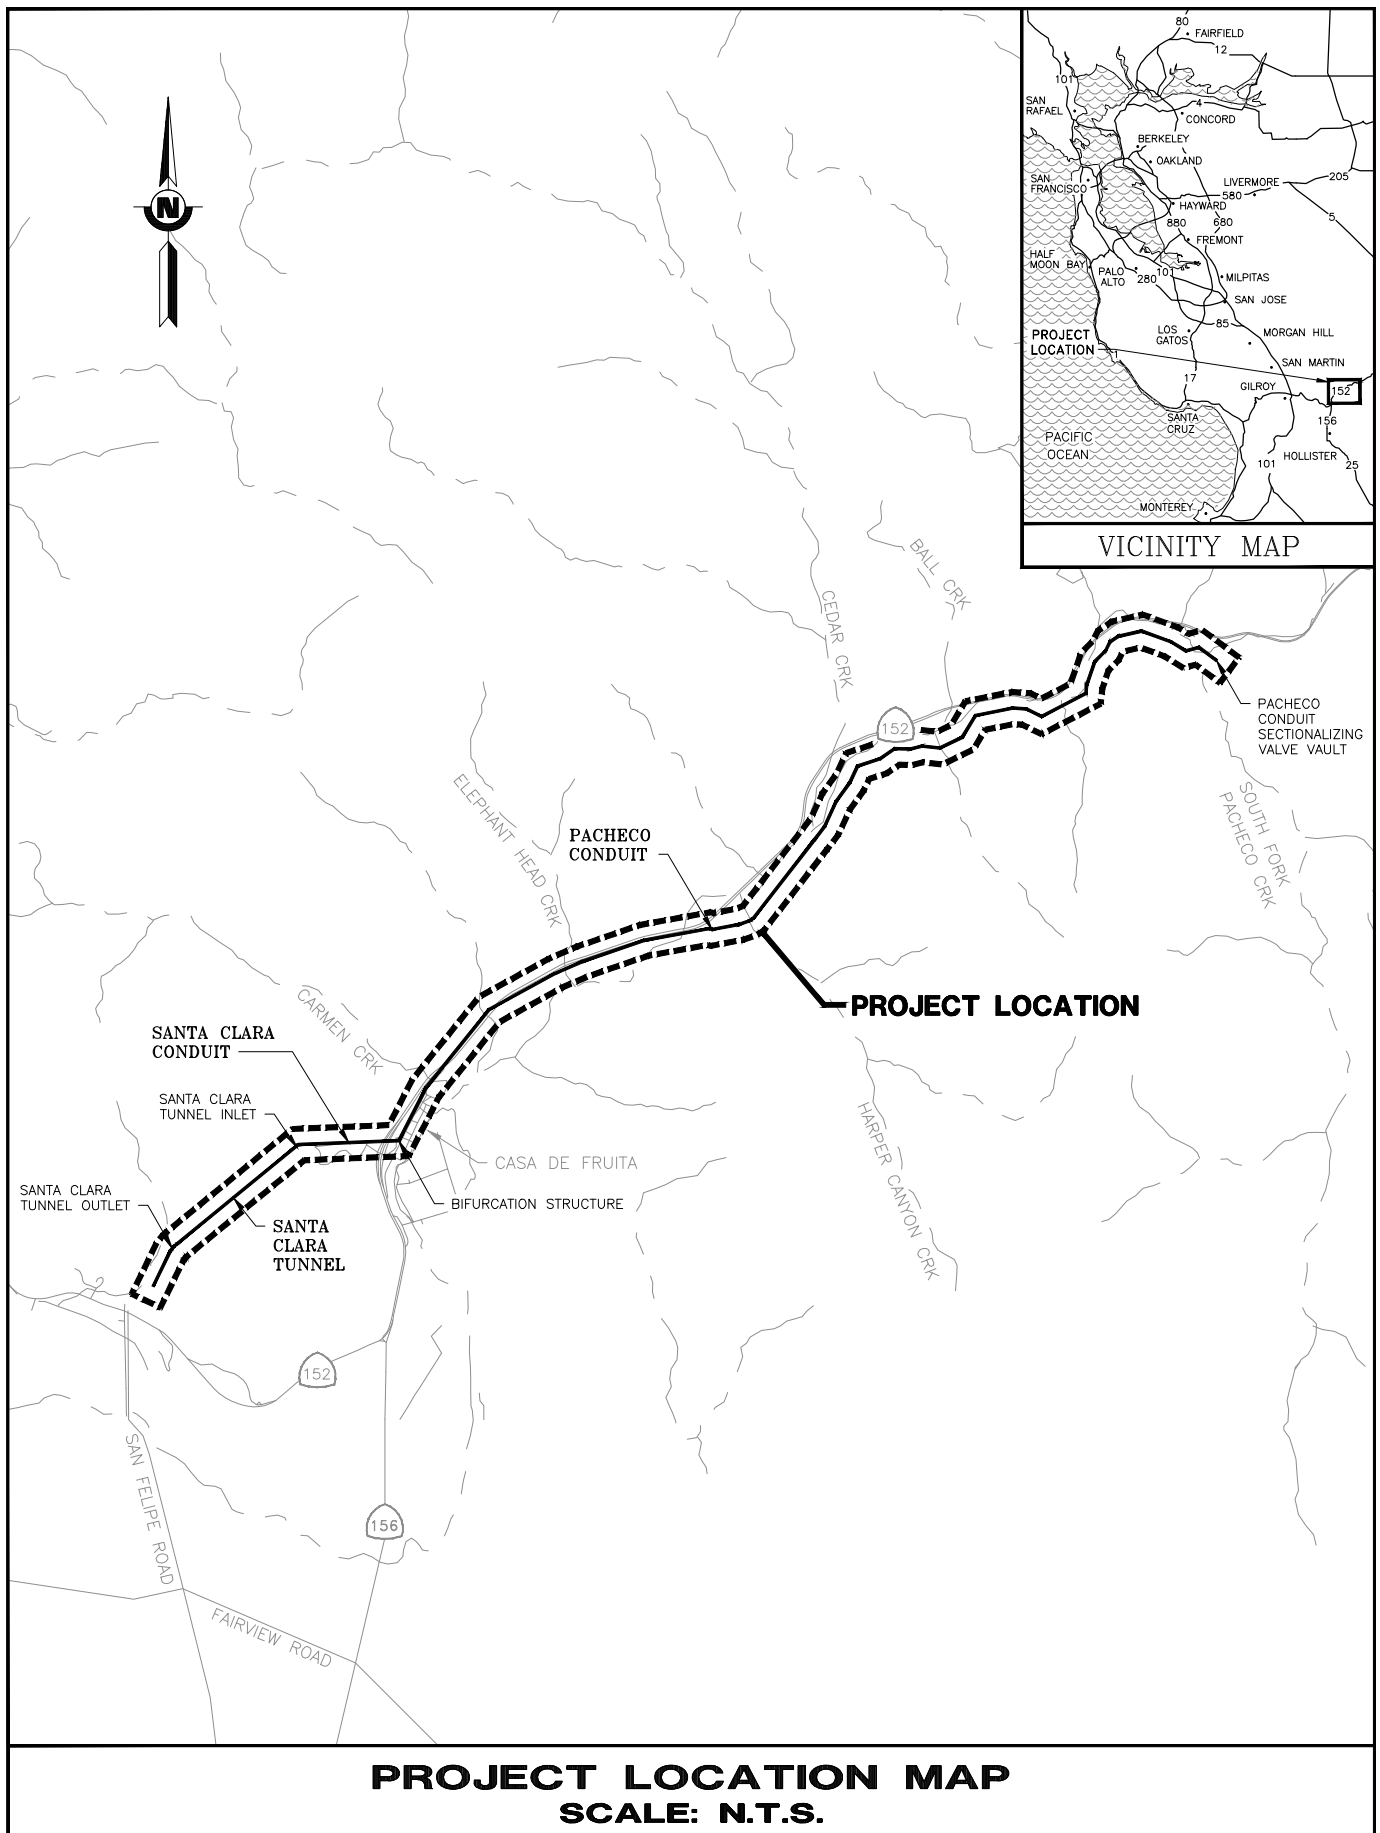 N
80
FAIRFIELD
12
101
SAN
RAFAEL
4
CONCORD
BERKELEY
OAKLAND
SAN
FRANCISCO
LIVERMORE
205
580
HAYWARD
880
680
5
FREMONT
HALF
MOON BAY
PALO
ALTO
280
101
MILPITAS
SAN JOSE
85
LOS
GATOS
MORGAN HILL
PROJECT
LOCATION
1
SAN MARTIN
17
GILROY
152
SANTA
CRUZ
156
PACIFIC
OCEAN
101
HOLLISTER
25
MONTEREY
VICINITY MAP
BALL CRK
CEDAR CRK
152
PACHECO
CONDUIT
SECTIONALIZING
VALVE VAULT
SOUTH FORK
PACHECO CRK
ELEPHANT HEAD CRK
PACHECO
CONDUIT
PROJECT LOCATION
CARMEN CRK
SANTA CLARA
CONDUIT
SANTA CLARA
TUNNEL INLET
HARPER CANYON CRK
CASA DE FRUITA
SANTA CLARA
TUNNEL OUTLET
BIFURCATION STRUCTURE
SANTA
CLARA
TUNNEL
152
SAN FELIPE ROAD
156
FAIRVIEW ROAD
PROJECT LOCATION MAP
SCALE: N.T.S.